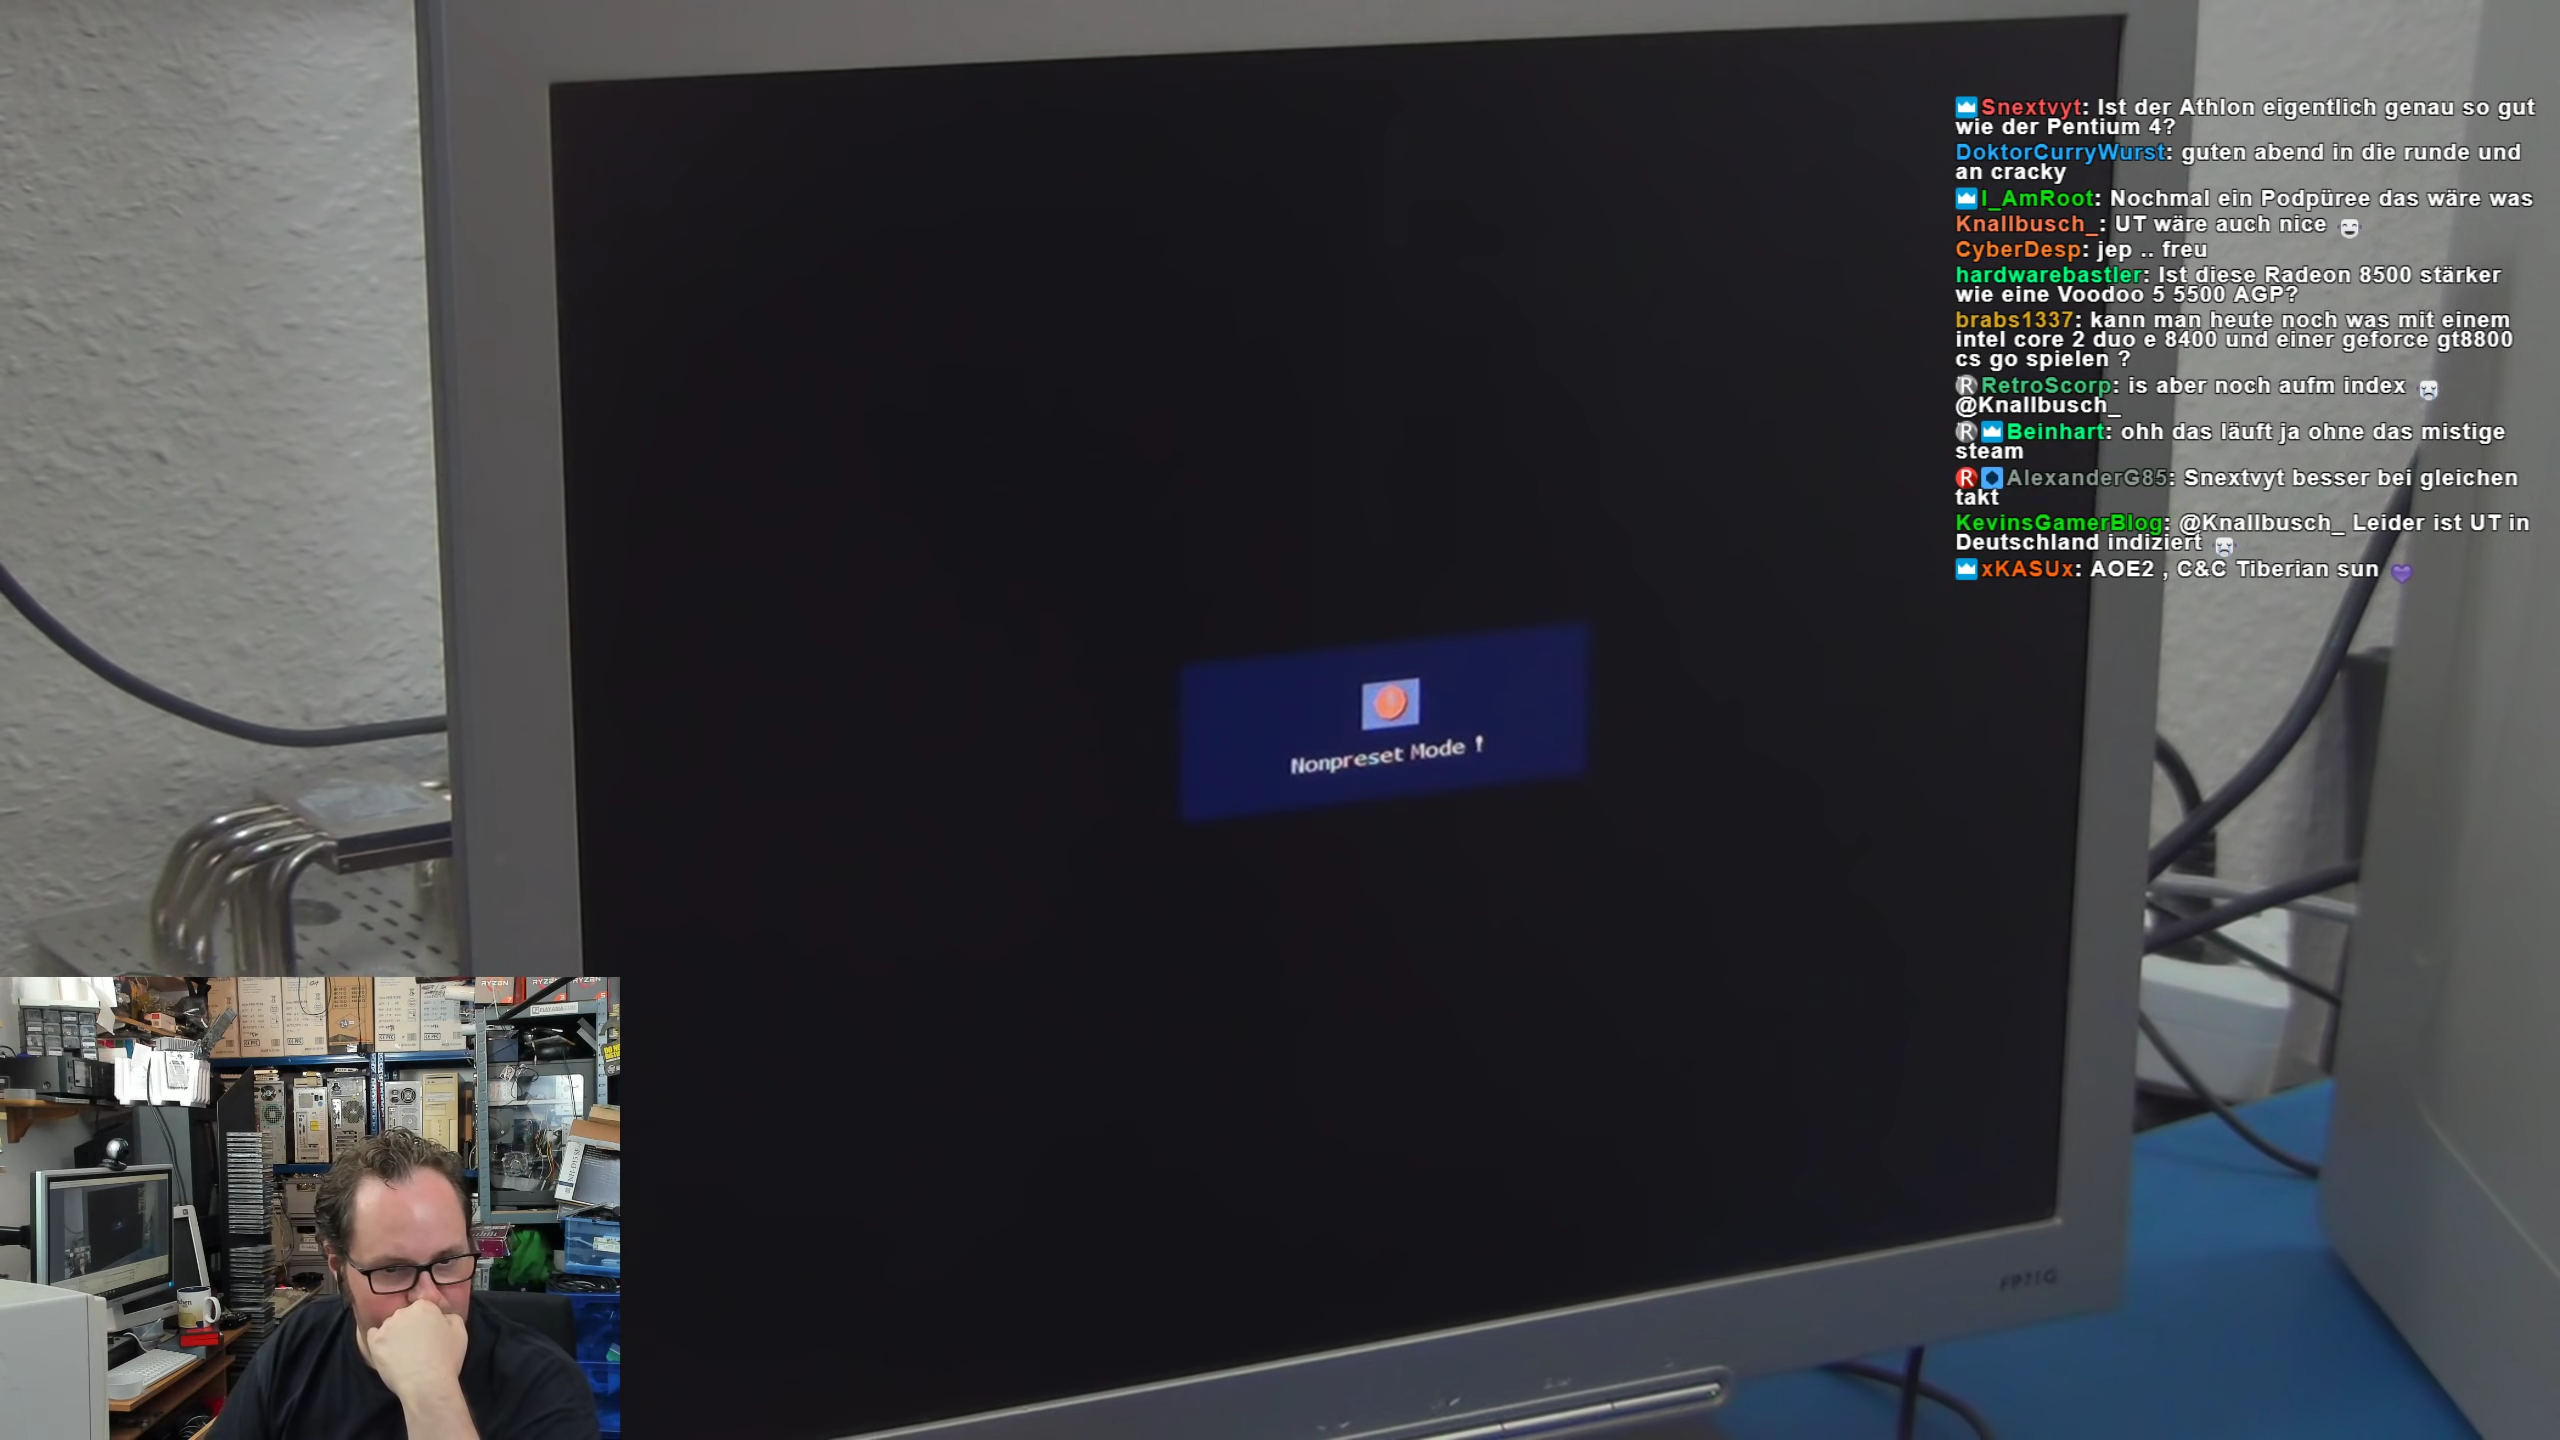 Snextvyt: Ist der Athlon eigentlich genau so gut
wie der Pentium 4?
DoktorCurryWurst: guten abend in die runde und
an cracky
I_AmRoot: Nochmal ein Podpüree das wäre was
Knallbusch_: UT wäre auch nice
CyberDesp: jep .. freu
hardwarebastler: Ist diese Radeon 8500 stärker
wie eine Voodoo 5 5500 AGP?
brabs1337: kann man heute noch was mit einem
intel core 2 duo e 8400 und einer geforce gt8800
cs go spielen ?
R RetroScorp: is aber noch aufm index
@Knallbusch_
R Beinhart: ohh das läuft ja ohne das mistige
steam
R AlexanderG85: Snextvyt besser bei gleichen
takt
KevinsGamerBlog: @Knallbusch_ Leider ist UT in
Deutschland indiziert
xKASUx: AOE2 , C&C Tiberian sun
Nonpreset Mode !
FP71G
RYZEN
RYZEN
RYZEN